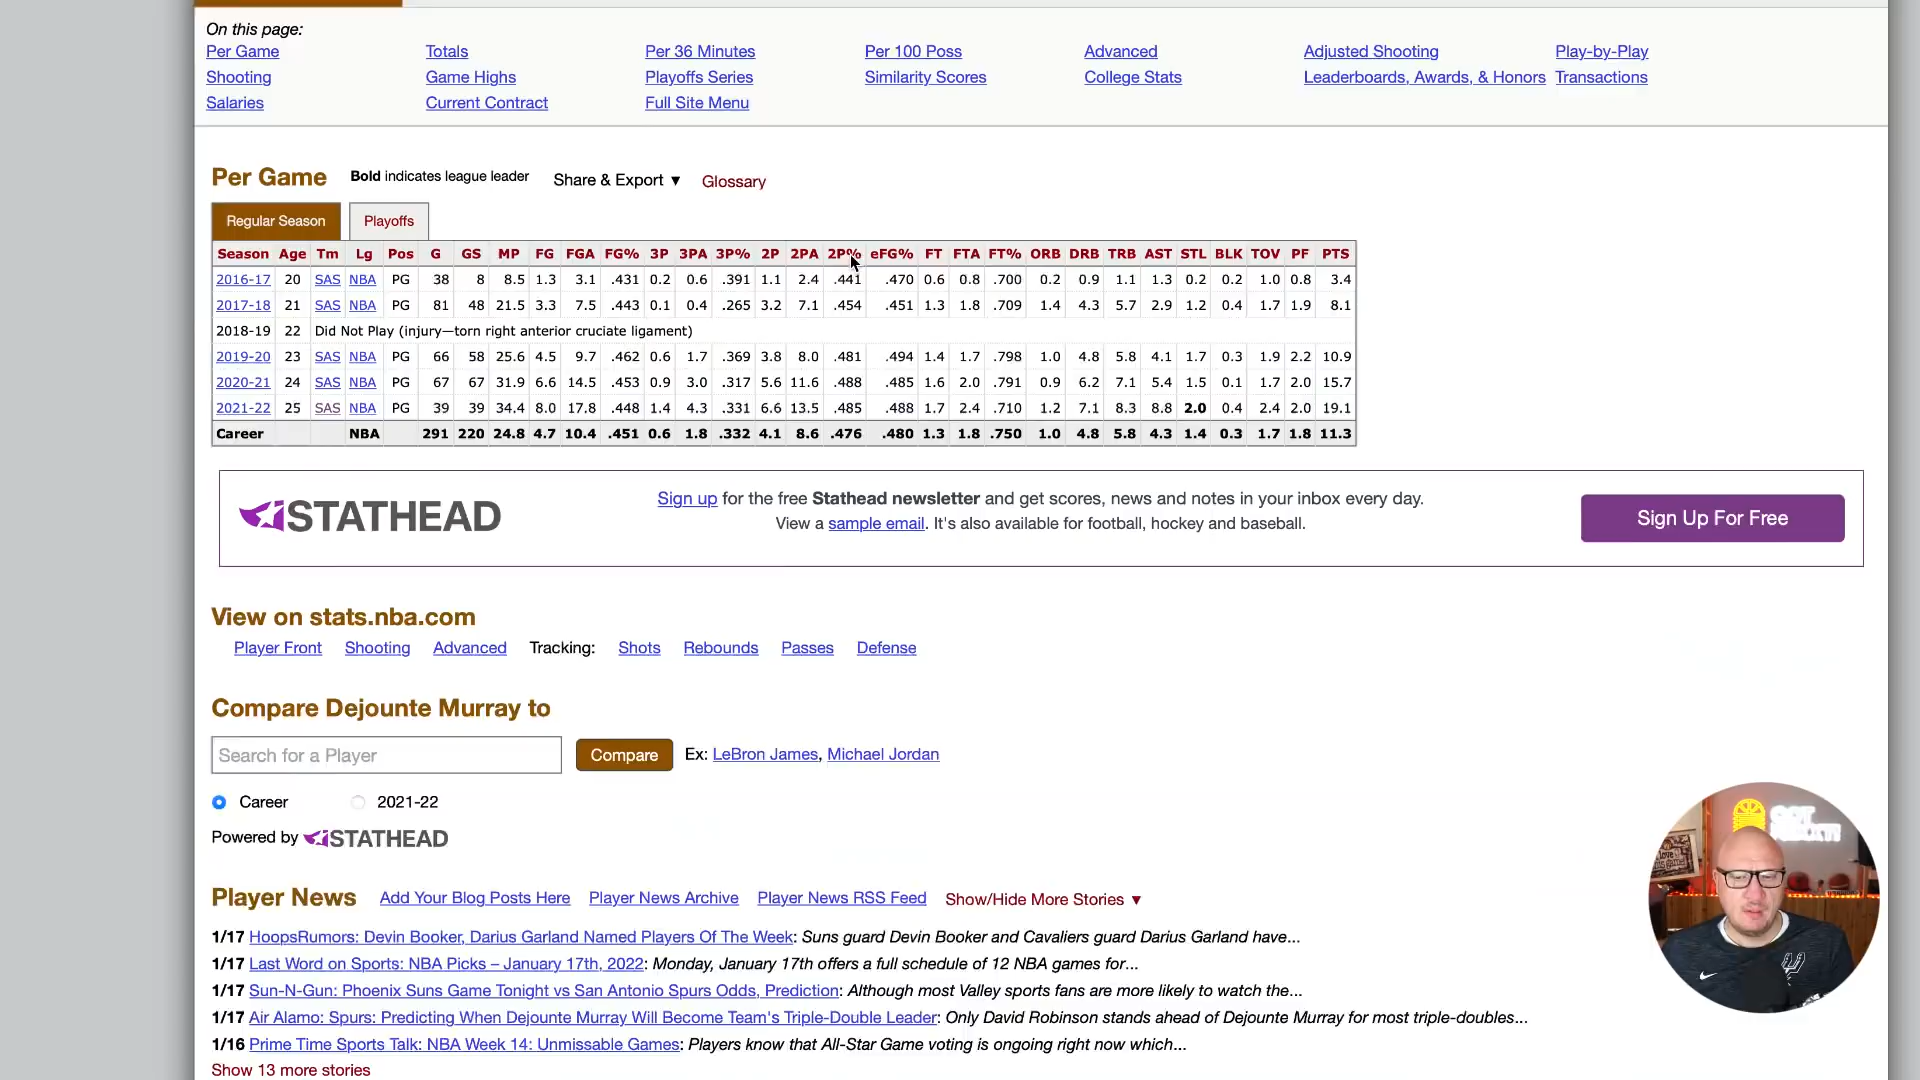 On this page:
Per Game Totals Per 36 Minutes Per 100 Poss Advanced Adjusted Shooting Play-by-Play
Shooting Game Highs Playoffs Series Similarity Scores College Stats Leaderboards, Awards, & Honors Transactions
Salaries Current Contract Full Site Menu
Per Game Bold indicates league leader Share & Export ▼ Glossary
Regular Season Playoffs
Season Age Tm Lg Pos G GS MP FG FGA FG% 3P 3PA 3P% 2P 2PA 2P% eFG% FT FTA FT% ORB DRB TRB AST STL BLK TOV PF PTS
2016-17 20 SAS NBA PG 38 8 8.5 1.3 3.1 .431 0.2 0.6 .391 1.1 2.4 .441 .470 0.6 0.8 .700 0.2 0.9 1.1 1.3 0.2 0.2 1.0 0.8 3.4
2017-18 21 SAS NBA PG 81 48 21.5 3.3 7.5 .443 0.1 0.4 .265 3.2 7.1 .454 .451 1.3 1.8 .709 1.4 4.3 5.7 2.9 1.2 0.4 1.7 1.9 8.1
2018-19 22 Did Not Play (injury—torn right anterior cruciate ligament)
2019-20 23 SAS NBA PG 66 58 25.6 4.5 9.7 .462 0.6 1.7 .369 3.8 8.0 .481 .494 1.4 1.7 .798 1.0 4.8 5.8 4.1 1.7 0.3 1.9 2.2 10.9
2020-21 24 SAS NBA PG 67 67 31.9 6.6 14.5 .453 0.9 3.0 .317 5.6 11.6 .488 .485 1.6 2.0 .791 0.9 6.2 7.1 5.4 1.5 0.1 1.7 2.0 15.7
2021-22 25 SAS NBA PG 39 39 34.4 8.0 17.8 .448 1.4 4.3 .331 6.6 13.5 .485 .488 1.7 2.4 .710 1.2 7.1 8.3 8.8 2.0 0.4 2.4 2.0 19.1
Career NBA 291 220 24.8 4.7 10.4 .451 0.6 1.8 .332 4.1 8.6 .476 .480 1.3 1.8 .750 1.0 4.8 5.8 4.3 1.4 0.3 1.7 1.8 11.3
STATHEAD
Sign up for the free Stathead newsletter and get scores, news and notes in your inbox every day.
View a sample email. It's also available for football, hockey and baseball.
Sign Up For Free
View on stats.nba.com
Player Front Shooting Advanced Tracking: Shots Rebounds Passes Defense
Compare Dejounte Murray to
Search for a Player Compare Ex: LeBron James, Michael Jordan
Career 2021-22
Powered by STATHEAD
Player News Add Your Blog Posts Here Player News Archive Player News RSS Feed Show/Hide More Stories ▼
1/17 HoopsRumors: Devin Booker, Darius Garland Named Players Of The Week: Suns guard Devin Booker and Cavaliers guard Darius Garland have...
1/17 Last Word on Sports: NBA Picks – January 17th, 2022: Monday, January 17th offers a full schedule of 12 NBA games for...
1/17 Sun-N-Gun: Phoenix Suns Game Tonight vs San Antonio Spurs Odds, Prediction: Although most Valley sports fans are more likely to watch the...
1/17 Air Alamo: Spurs: Predicting When Dejounte Murray Will Become Team's Triple-Double Leader: Only David Robinson stands ahead of Dejounte Murray for most triple-doubles...
1/16 Prime Time Sports Talk: NBA Week 14: Unmissable Games: Players know that All-Star Game voting is ongoing right now which...
Show 13 more stories